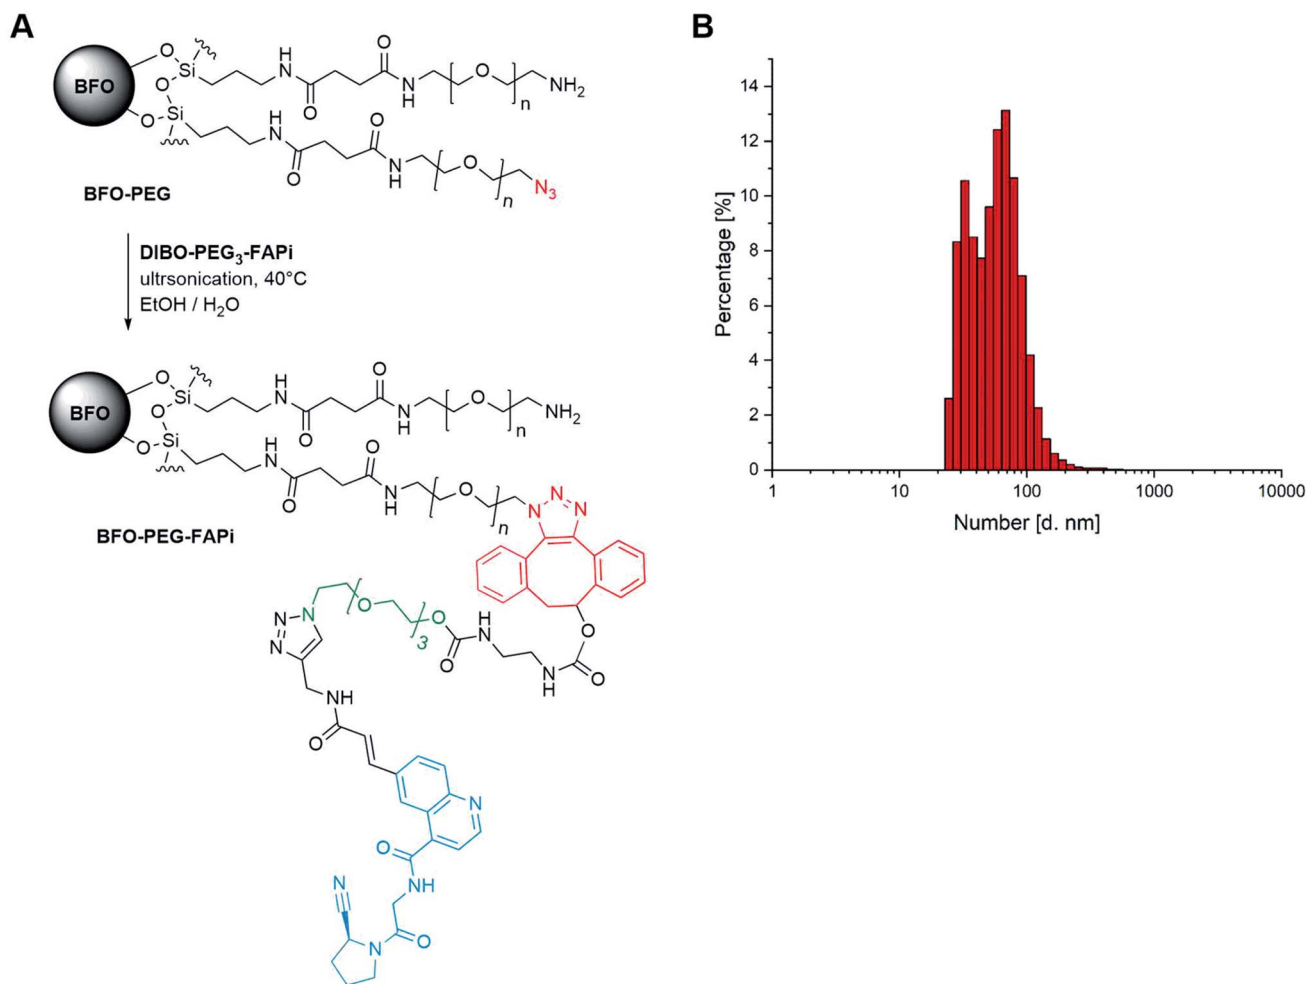 A
BFO
O
Si
O
O
Si
H
N
O
O
N
H
O
n
NH2
H
N
O
O
N
H
O
n
N3
BFO-PEG
DIBO-PEG3-FAPi
ultrsonication, 40°C
EtOH / H2O
BFO
O
Si
O
O
Si
H
N
O
O
N
H
O
n
NH2
H
N
O
O
N
H
O
n
N
N
N
BFO-PEG-FAPi
N
N
N
O
3
O
O
H
N
N
H
O
O
NH
O
N
O
NH
N
N
O
B
Percentage [%]
14
12
10
8
6
4
2
0
1
10
100
1000
10000
Number [d. nm]